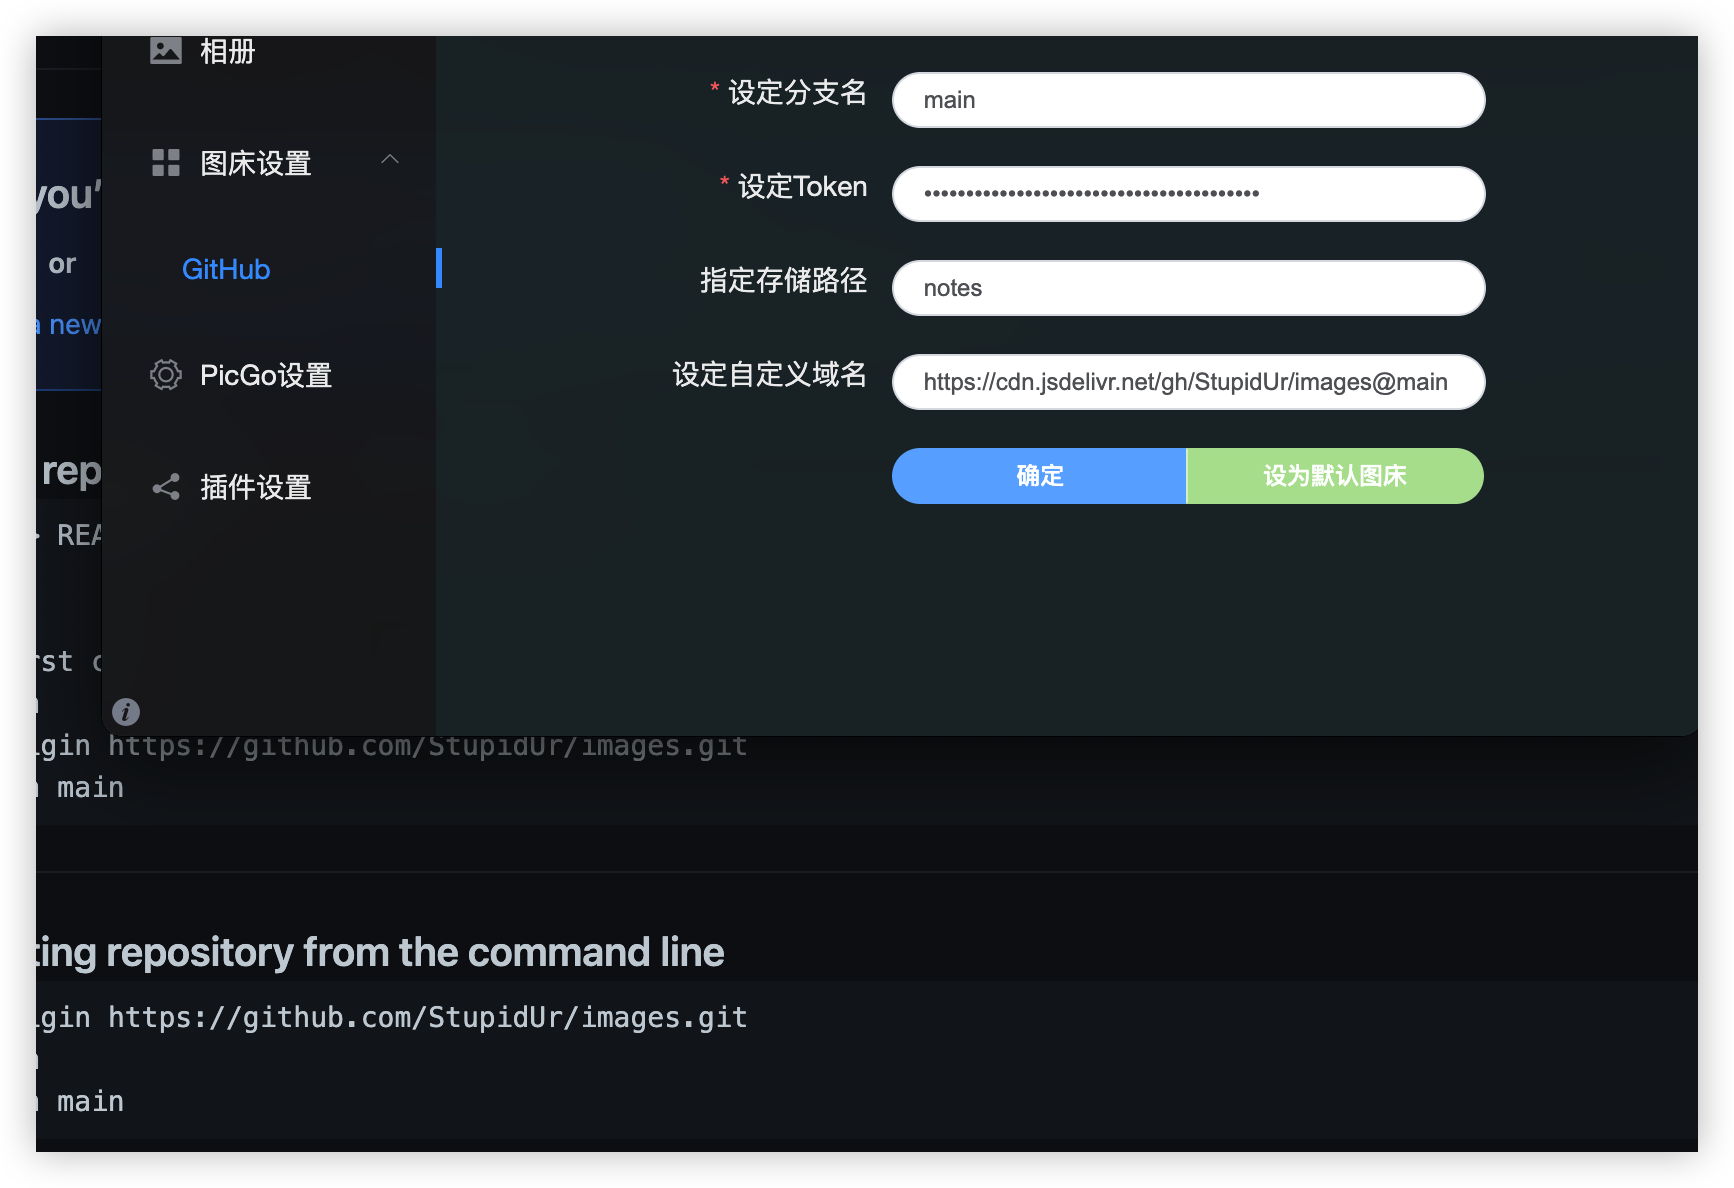 相册
* 设定分支名 main
图床设置
you’
* 设定Token ••••••••••••••••••••••••••••••••••••••••
or
GitHub
指定存储路径 notes
a new
PicGo设置
设定自定义域名 https://cdn.jsdelivr.net/gh/StupidUr/images@main
rep
确定 设为默认图床
插件设置
REA
rst
i
gin https://github.com/StupidUr/images.git
main
ting repository from the command line
gin https://github.com/StupidUr/images.git
main